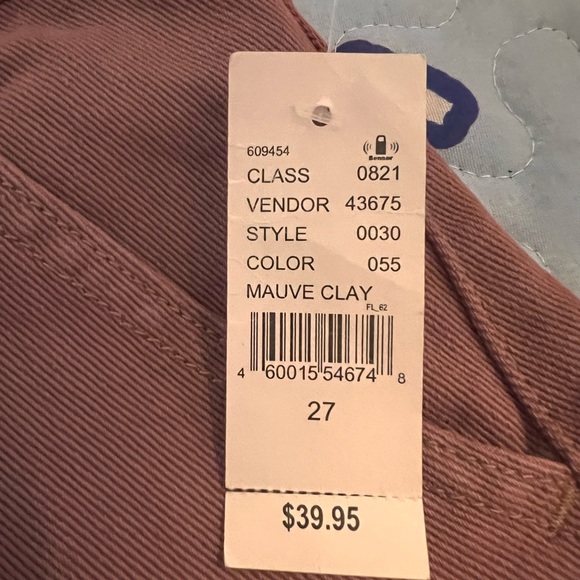 609454
Sensor
CLASS 0821
VENDOR 43675
STYLE 0030
COLOR 055
MAUVE CLAY
FL_62
4 60015 54674 8
27
$39.95